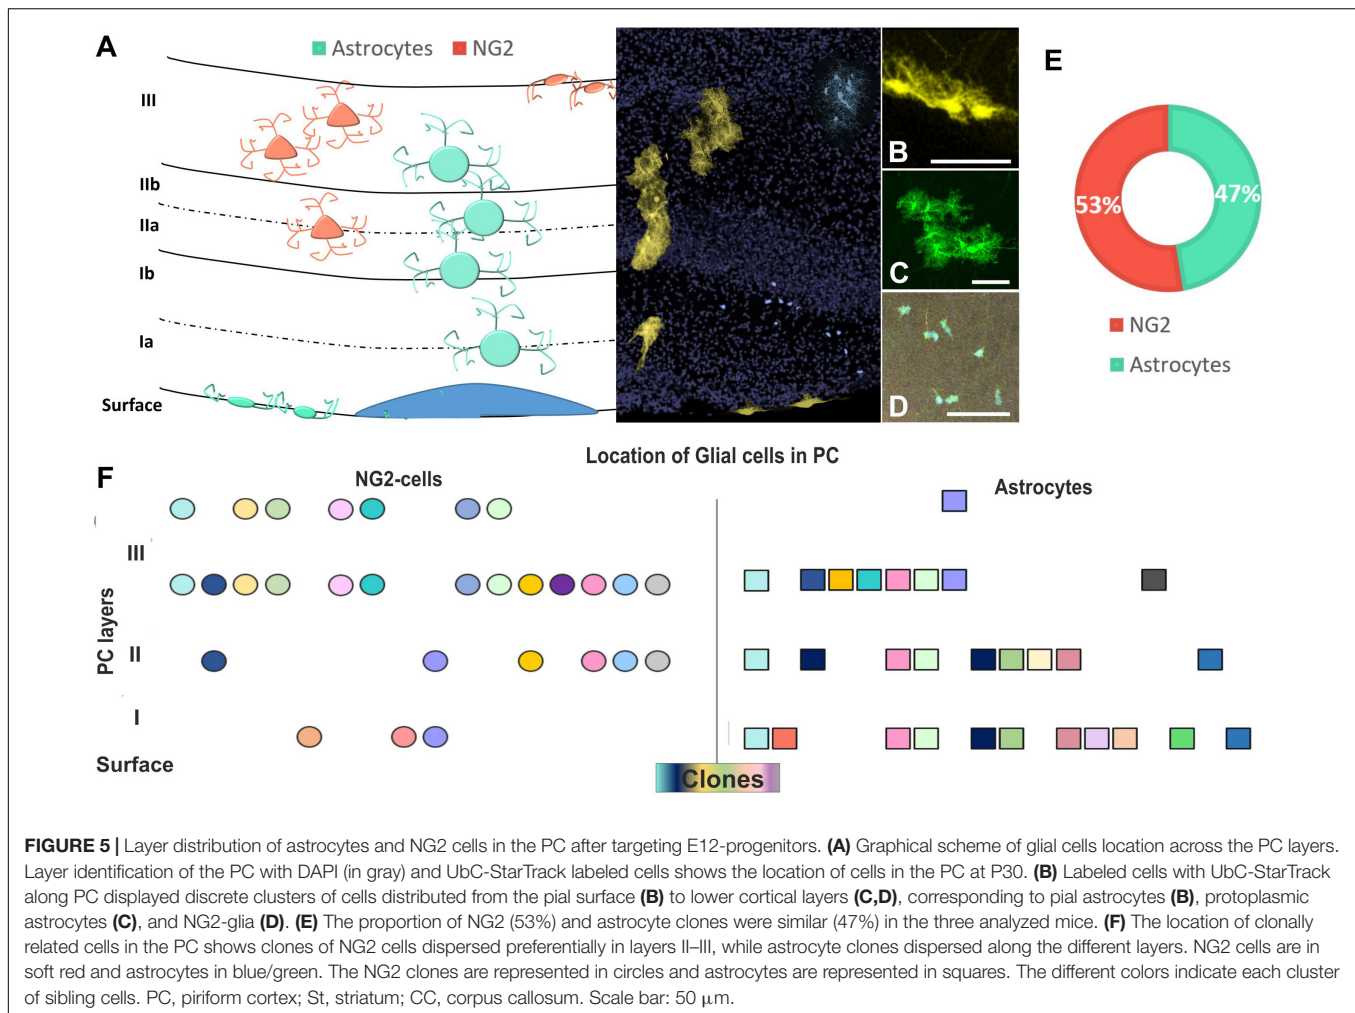 A
Astrocytes NG2
III
IIb
IIa
Ib
Ia
Surface
B
C
D
E
53%
47%
NG2
Astrocytes
F
Location of Glial cells in PC
NG2-cells
Astrocytes
PC layers
III
II
I
Surface
Clones
FIGURE 5 | Layer distribution of astrocytes and NG2 cells in the PC after targeting E12-progenitors. (A) Graphical scheme of glial cells location across the PC layers.
Layer identification of the PC with DAPI (in gray) and UbC-StarTrack labeled cells shows the location of cells in the PC at P30. (B) Labeled cells with UbC-StarTrack
along PC displayed discrete clusters of cells distributed from the pial surface (B) to lower cortical layers (C,D), corresponding to pial astrocytes (B), protoplasmic
astrocytes (C), and NG2-glia (D). (E) The proportion of NG2 (53%) and astrocyte clones were similar (47%) in the three analyzed mice. (F) The location of clonally
related cells in the PC shows clones of NG2 cells dispersed preferentially in layers II–III, while astrocyte clones dispersed along the different layers. NG2 cells are in
soft red and astrocytes in blue/green. The NG2 clones are represented in circles and astrocytes are represented in squares. The different colors indicate each cluster
of sibling cells. PC, piriform cortex; St, striatum; CC, corpus callosum. Scale bar: 50 μm.